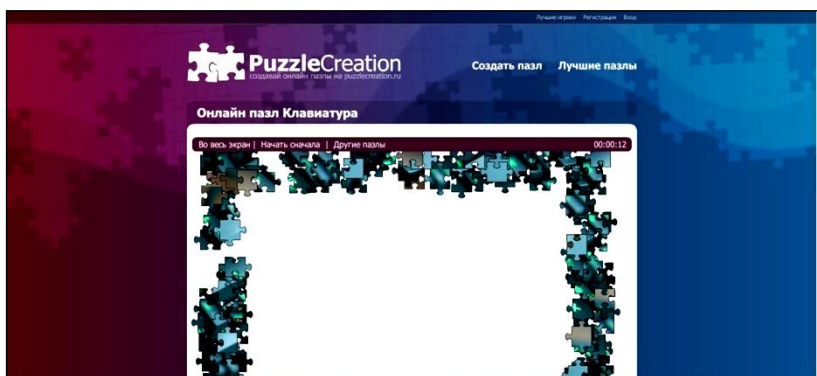 Лучшие игроки Регистрация Вход
PuzzleCreation
создавай онлайн пазлы на puzzlecreation.ru
Создать пазл Лучшие пазлы
Онлайн пазл Клавиатура
Во весь экран | Начать сначала | Другие пазлы 00:00:12